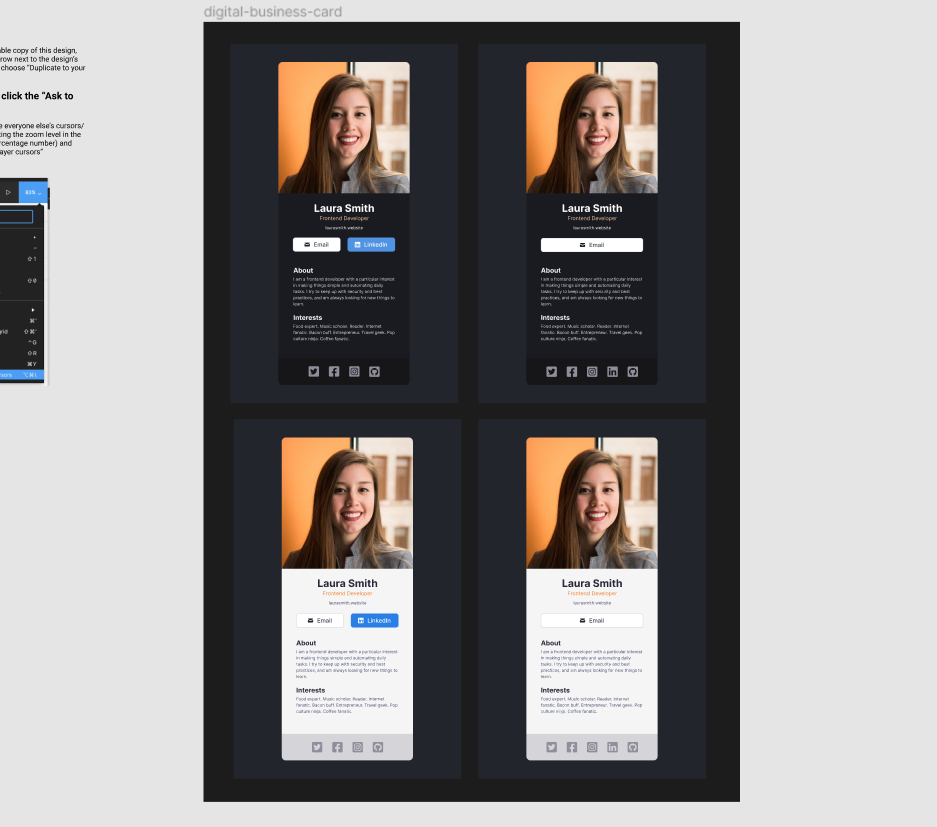 digital-business-card
able copy of this design,
row next to the design's
choose "Duplicate to your
click the "Ask to
e everyone else's cursors/
ting the zoom level in the
rcentage number) and
ayer cursors"
83%
+
−
⇧1
⇧0
⌘'
grid ⇧⌘'
^G
⇧R
⌘Y
rsors ⌥⌘\
Laura Smith
Frontend Developer
laurasmith.website
Email
LinkedIn
About
I am a frontend developer with a particular interest
in making things simple and automating daily
tasks. I try to keep up with security and best
practices, and am always looking for new things to
learn.
Interests
Food expert. Music scholar. Reader. Internet
fanatic. Bacon buff. Entrepreneur. Travel geek. Pop
culture ninja. Coffee fanatic.
Laura Smith
Frontend Developer
laurasmith.website
Email
About
I am a frontend developer with a particular interest
in making things simple and automating daily
tasks. I try to keep up with security and best
practices, and am always looking for new things to
learn.
Interests
Food expert. Music scholar. Reader. Internet
fanatic. Bacon buff. Entrepreneur. Travel geek. Pop
culture ninja. Coffee fanatic.
Laura Smith
Frontend Developer
laurasmith.website
Email
LinkedIn
About
I am a frontend developer with a particular interest
in making things simple and automating daily
tasks. I try to keep up with security and best
practices, and am always looking for new things to
learn.
Interests
Food expert. Music scholar. Reader. Internet
fanatic. Bacon buff. Entrepreneur. Travel geek. Pop
culture ninja. Coffee fanatic.
Laura Smith
Frontend Developer
laurasmith.website
Email
About
I am a frontend developer with a particular interest
in making things simple and automating daily
tasks. I try to keep up with security and best
practices, and am always looking for new things to
learn.
Interests
Food expert. Music scholar. Reader. Internet
fanatic. Bacon buff. Entrepreneur. Travel geek. Pop
culture ninja. Coffee fanatic.